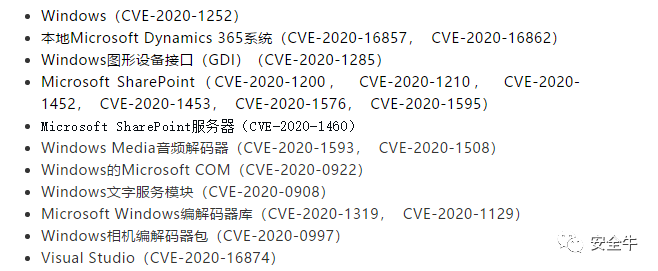 Windows（CVE-2020-1252）
本地Microsoft Dynamics 365系统（CVE-2020-16857， CVE-2020-16862）
Windows图形设备接口（GDI）（CVE-2020-1285）
Microsoft SharePoint（CVE-2020-1200， CVE-2020-1210， CVE-2020-
1452， CVE-2020-1453， CVE-2020-1576， CVE-2020-1595）
Microsoft SharePoint服务器（CVE-2020-1460）
Windows Media音频解码器（CVE-2020-1593， CVE-2020-1508）
Windows的Microsoft COM（CVE-2020-0922）
Windows文字服务模块（CVE-2020-0908）
Microsoft Windows编解码器库（CVE-2020-1319， CVE-2020-1129）
Windows相机编解码器包（CVE-2020-0997）
Visual Studio（CVE-2020-16874）
安全牛